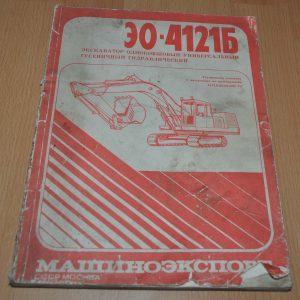 ЭО-4121Б
ЭКСКАВАТОР ОДНОКОВШОВЫЙ УНИВЕРСАЛЬНЫЙ
ГУСЕНИЧНЫЙ ГИДРАВЛИЧЕСКИЙ
МАШИНОЭКСПОРТ
СССР МОСКВА